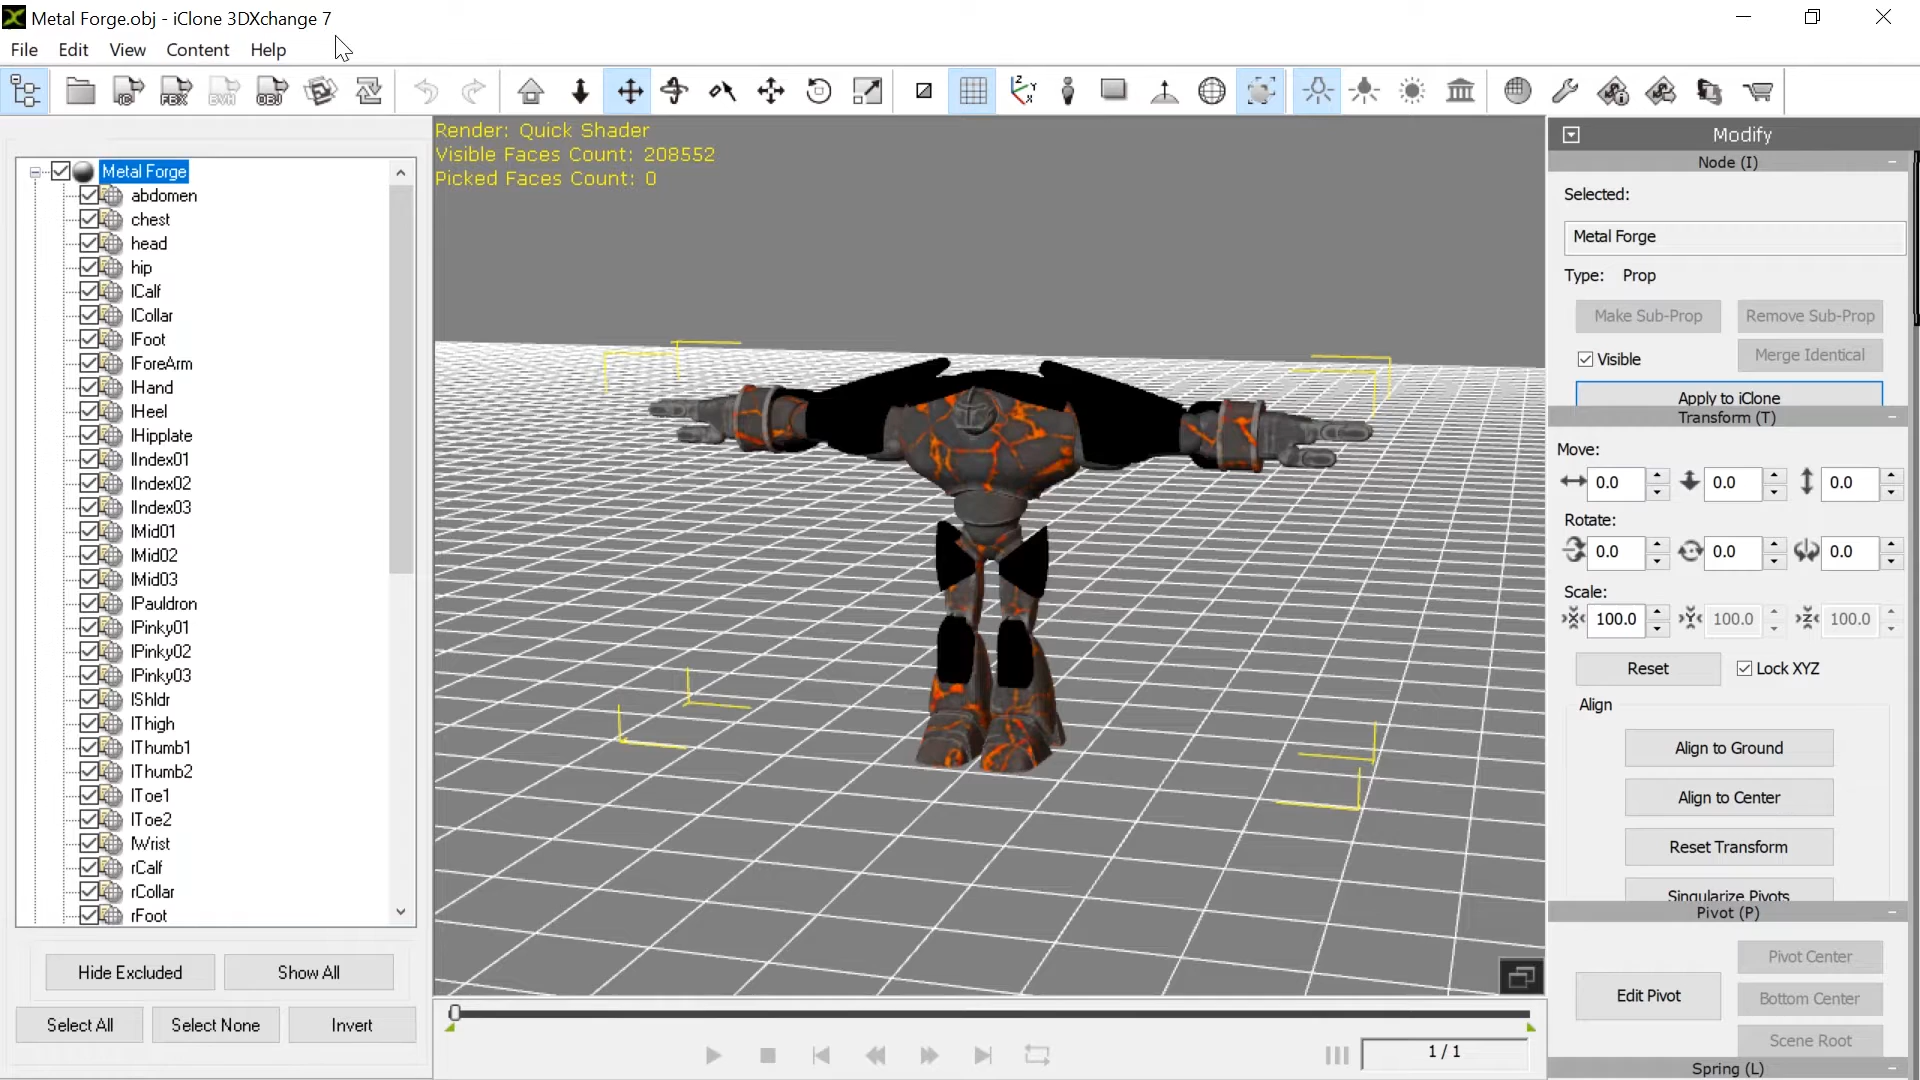 Metal Forge.obj - iClone 3DXchange 7
File Edit View Content Help
iC FBX BVH OBJ
Render: Quick Shader
Visible Faces Count: 208552
Picked Faces Count: 0
Metal Forge
abdomen
chest
head
hip
lCalf
lCollar
lFoot
lForeArm
lHand
lHeel
lHipplate
lIndex01
lIndex02
lIndex03
lMid01
lMid02
lMid03
lPauldron
lPinky01
lPinky02
lPinky03
lShldr
lThigh
lThumb1
lThumb2
lToe1
lToe2
lWrist
rCalf
rCollar
rFoot
Hide Excluded Show All
Select All Select None Invert
1 / 1
Modify
Node (I)
Selected:
Metal Forge
Type: Prop
Make Sub-Prop Remove Sub-Prop
Visible Merge Identical
Apply to iClone
Transform (T)
Move:
0.0 0.0 0.0
Rotate:
0.0 0.0 0.0
Scale:
100.0 100.0 100.0
Reset Lock XYZ
Align
Align to Ground
Align to Center
Reset Transform
Singularize Pivots
Pivot (P)
Pivot Center
Edit Pivot Bottom Center
Scene Root
Spring (L)